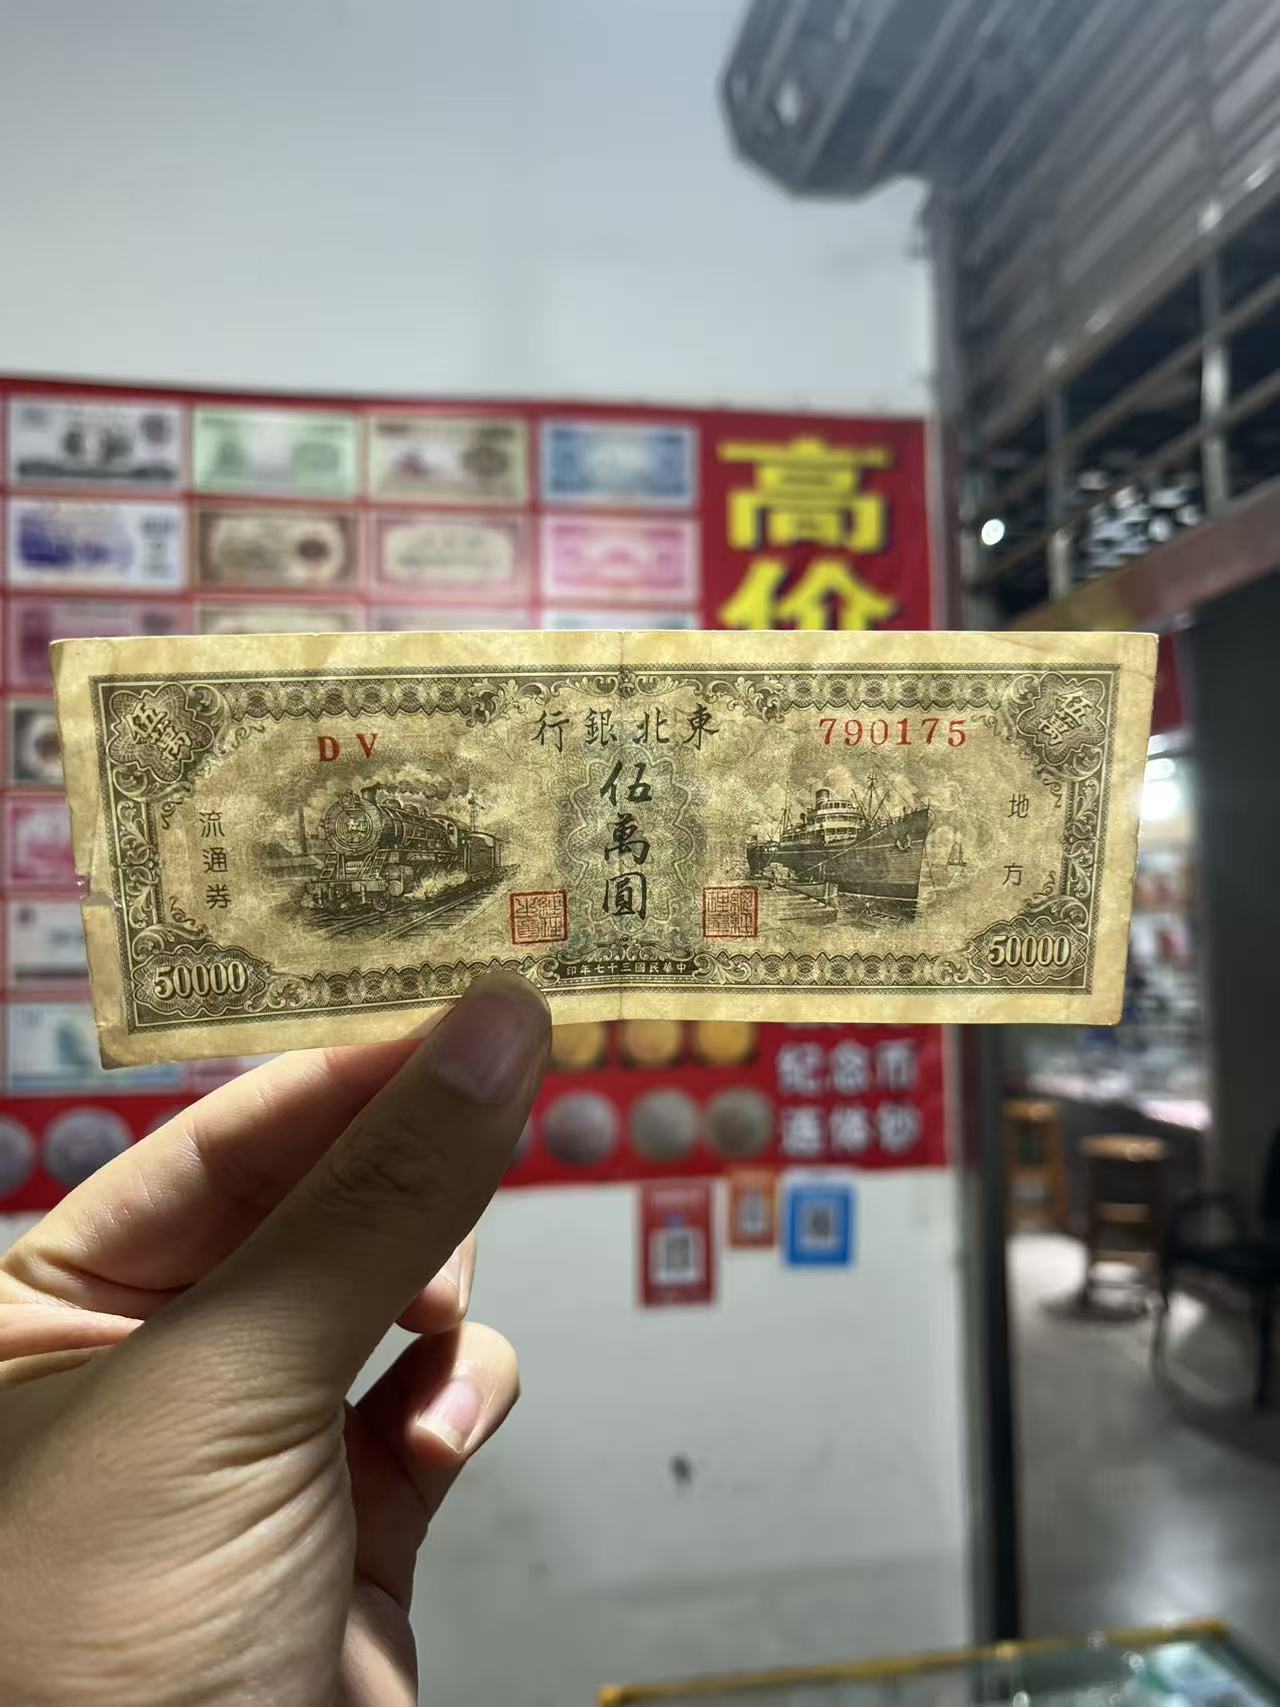 高
价
伍萬
伍萬
DV
行銀北東
790175
伍
萬
圓
流
通
券
地
方
50000
50000
印年七十三國民華中
纪念币
连体钞